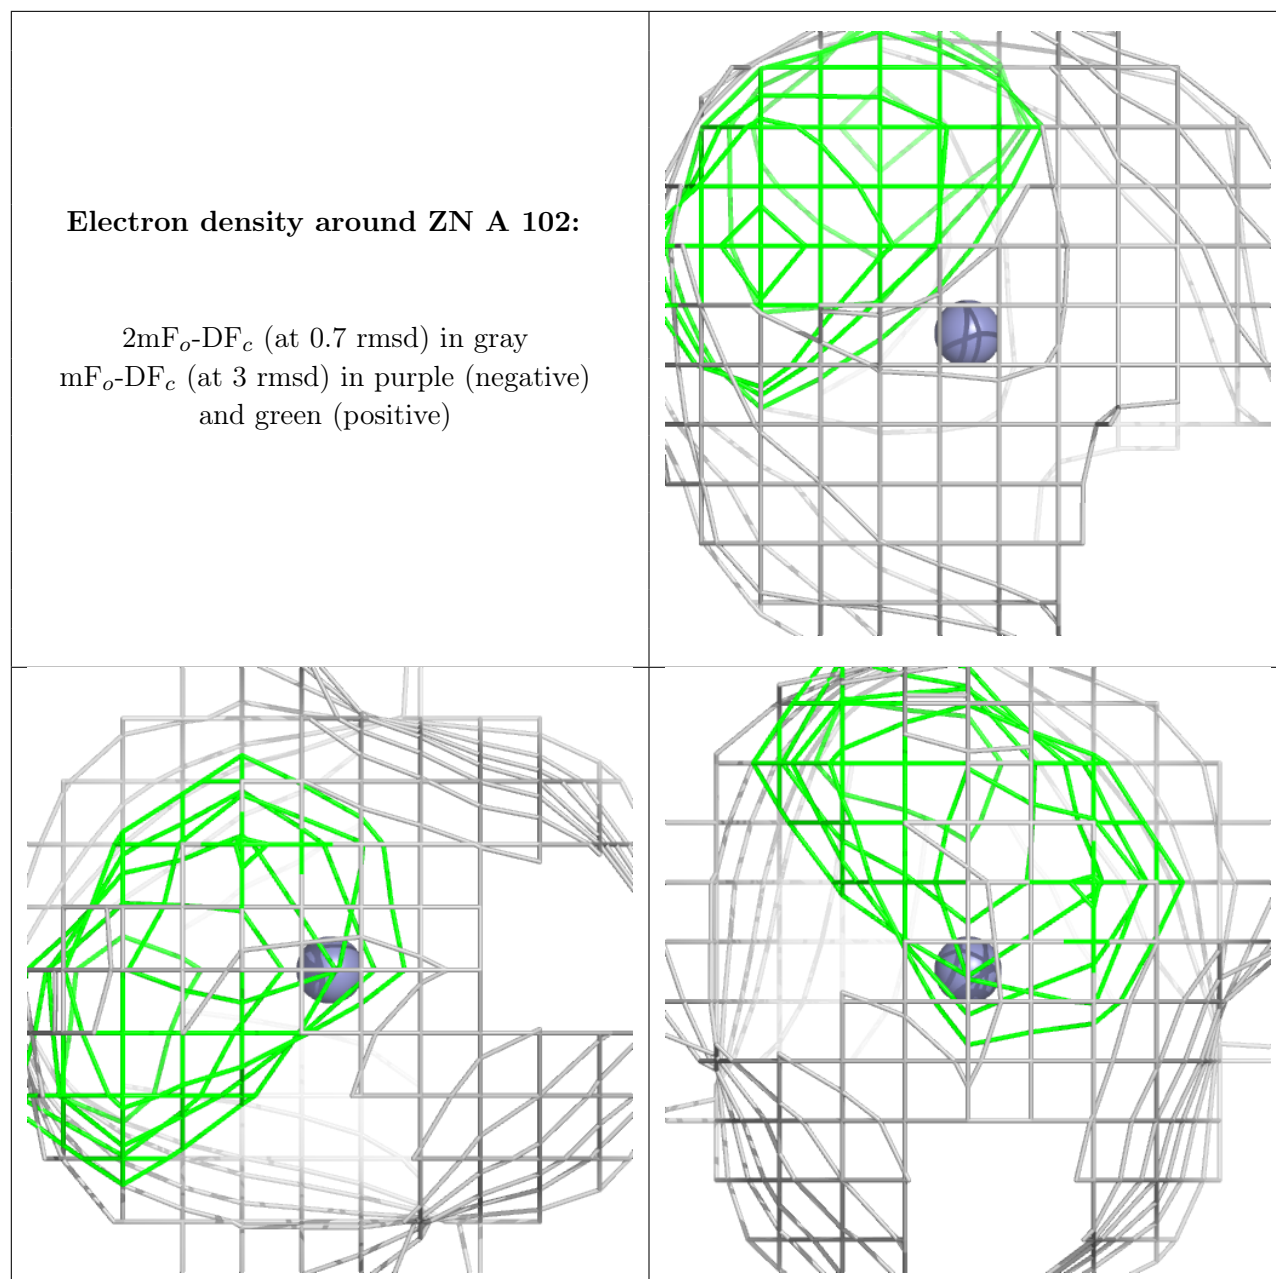 Electron density around ZN A 102:
2mFo-DFc (at 0.7 rmsd) in gray
mFo-DFc (at 3 rmsd) in purple (negative)
and green (positive)